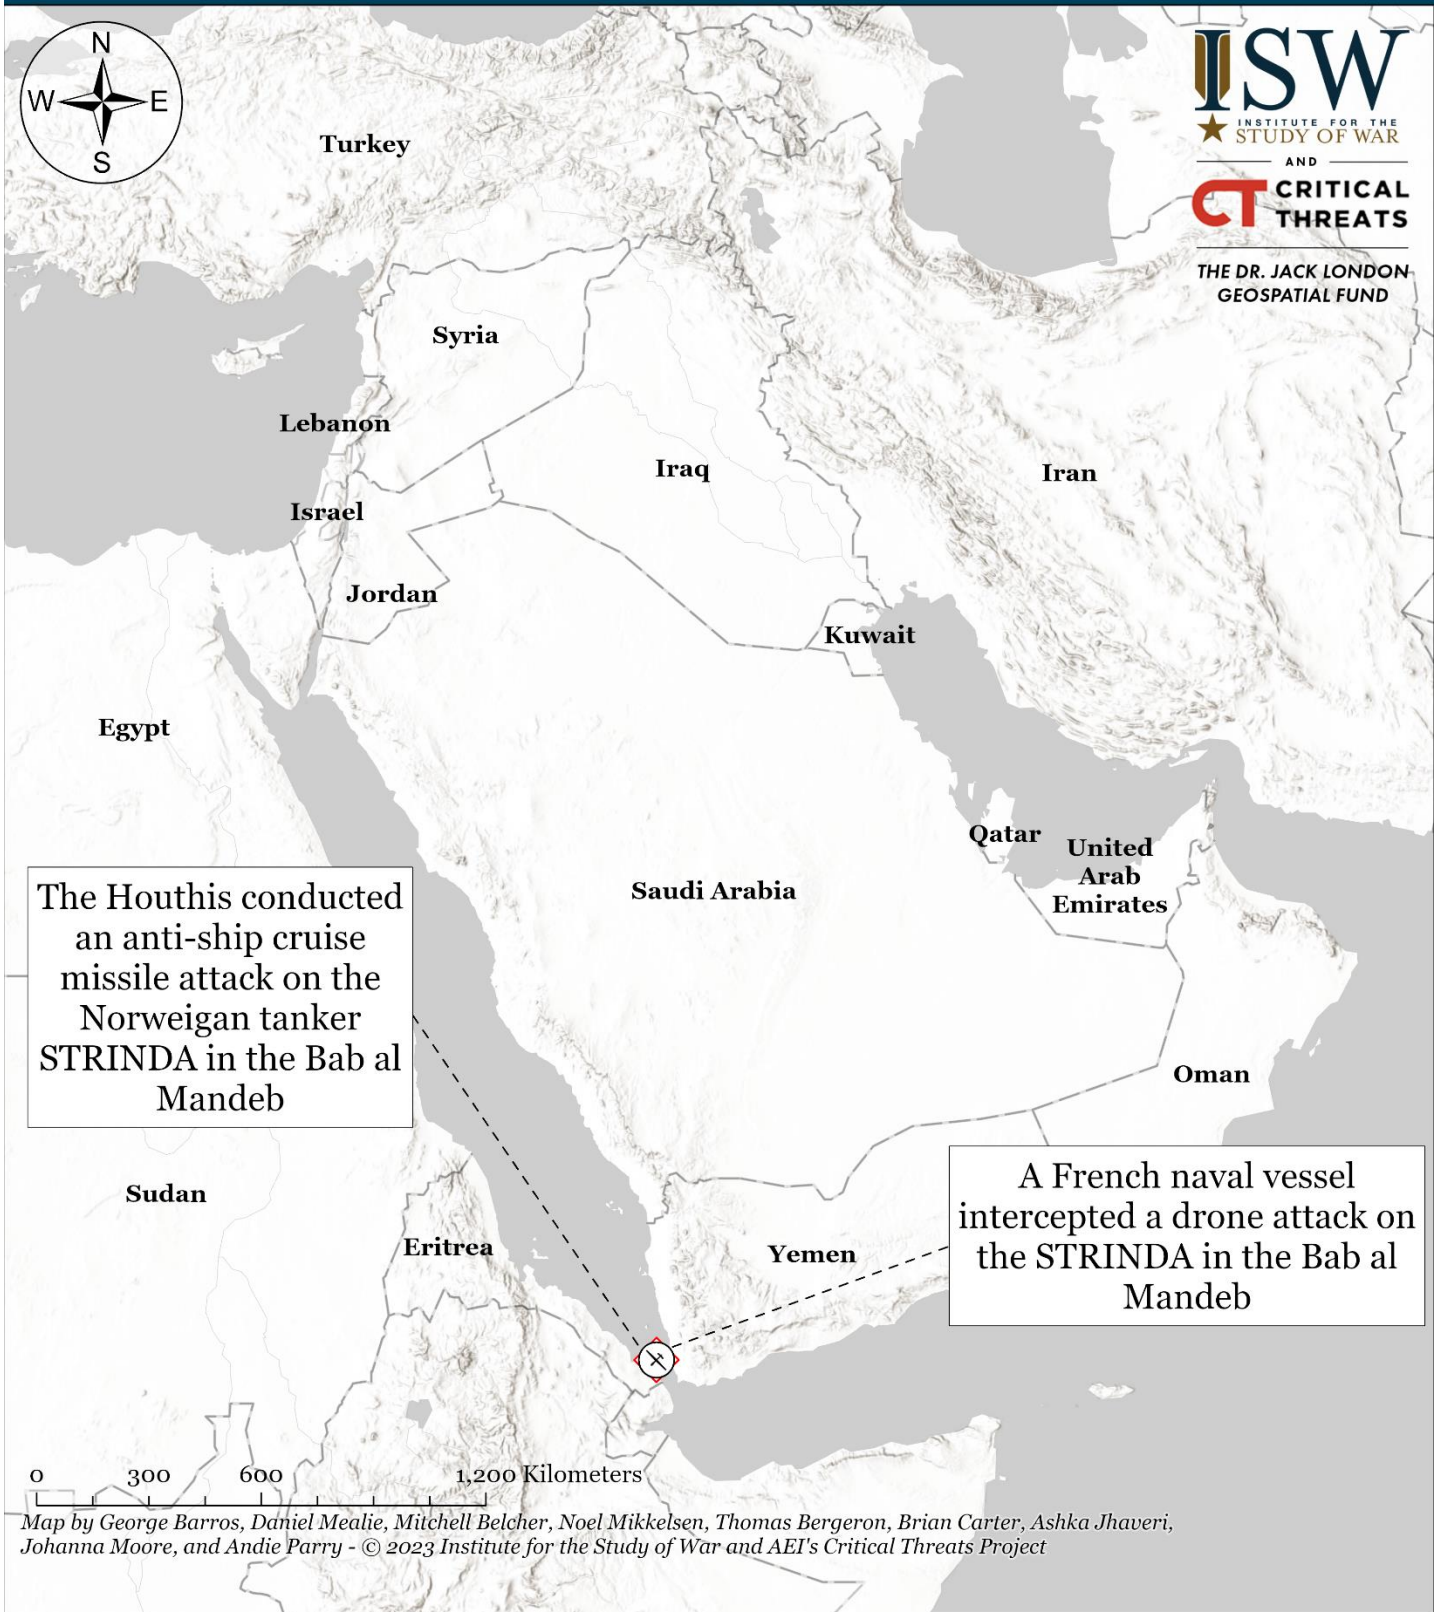 N
W
E
S
ISW
INSTITUTE FOR THE
STUDY OF WAR
AND
CT CRITICAL
THREATS
THE DR. JACK LONDON
GEOSPATIAL FUND
Turkey
Syria
Lebanon
Iraq
Iran
Israel
Jordan
Kuwait
Egypt
Qatar
United
Arab
Emirates
Saudi Arabia
The Houthis conducted
an anti-ship cruise
missile attack on the
Norweigan tanker
STRINDA in the Bab al
Mandeb
Oman
A French naval vessel
intercepted a drone attack on
the STRINDA in the Bab al
Mandeb
Sudan
Eritrea
Yemen
0 300 600 1,200 Kilometers
Map by George Barros, Daniel Mealie, Mitchell Belcher, Noel Mikkelsen, Thomas Bergeron, Brian Carter, Ashka Jhaveri,
Johanna Moore, and Andie Parry - © 2023 Institute for the Study of War and AEI's Critical Threats Project